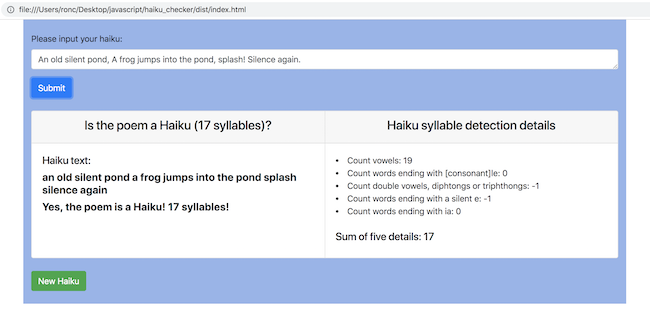 file:///Users/ronc/Desktop/javascript/haiku_checker/dist/index.html
Please input your haiku:
An old silent pond, A frog jumps into the pond, splash! Silence again.
Submit
Is the poem a Haiku (17 syllables)?
Haiku text:
an old silent pond a frog jumps into the pond splash
silence again
Yes, the poem is a Haiku! 17 syllables!
Haiku syllable detection details
• Count vowels: 19
• Count words ending with [consonant]le: 0
• Count double vowels, diphtongs or triphthongs: -1
• Count words ending with a silent e: -1
• Count words ending with ia: 0
Sum of five details: 17
New Haiku